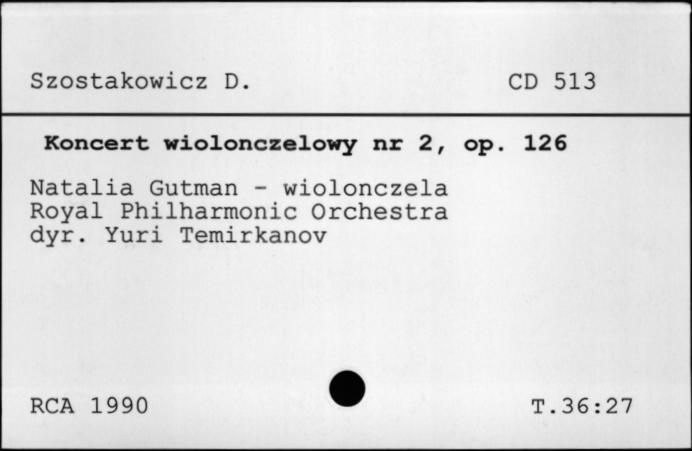 Szostakowicz D. CD 513
Koncert wiolonczelowy nr 2, op. 126
Natalia Gutman - wiolonczela
Royal Philharmonic Orchestra
dyr. Yuri Temirkanov
RCA 1990 T.36:27